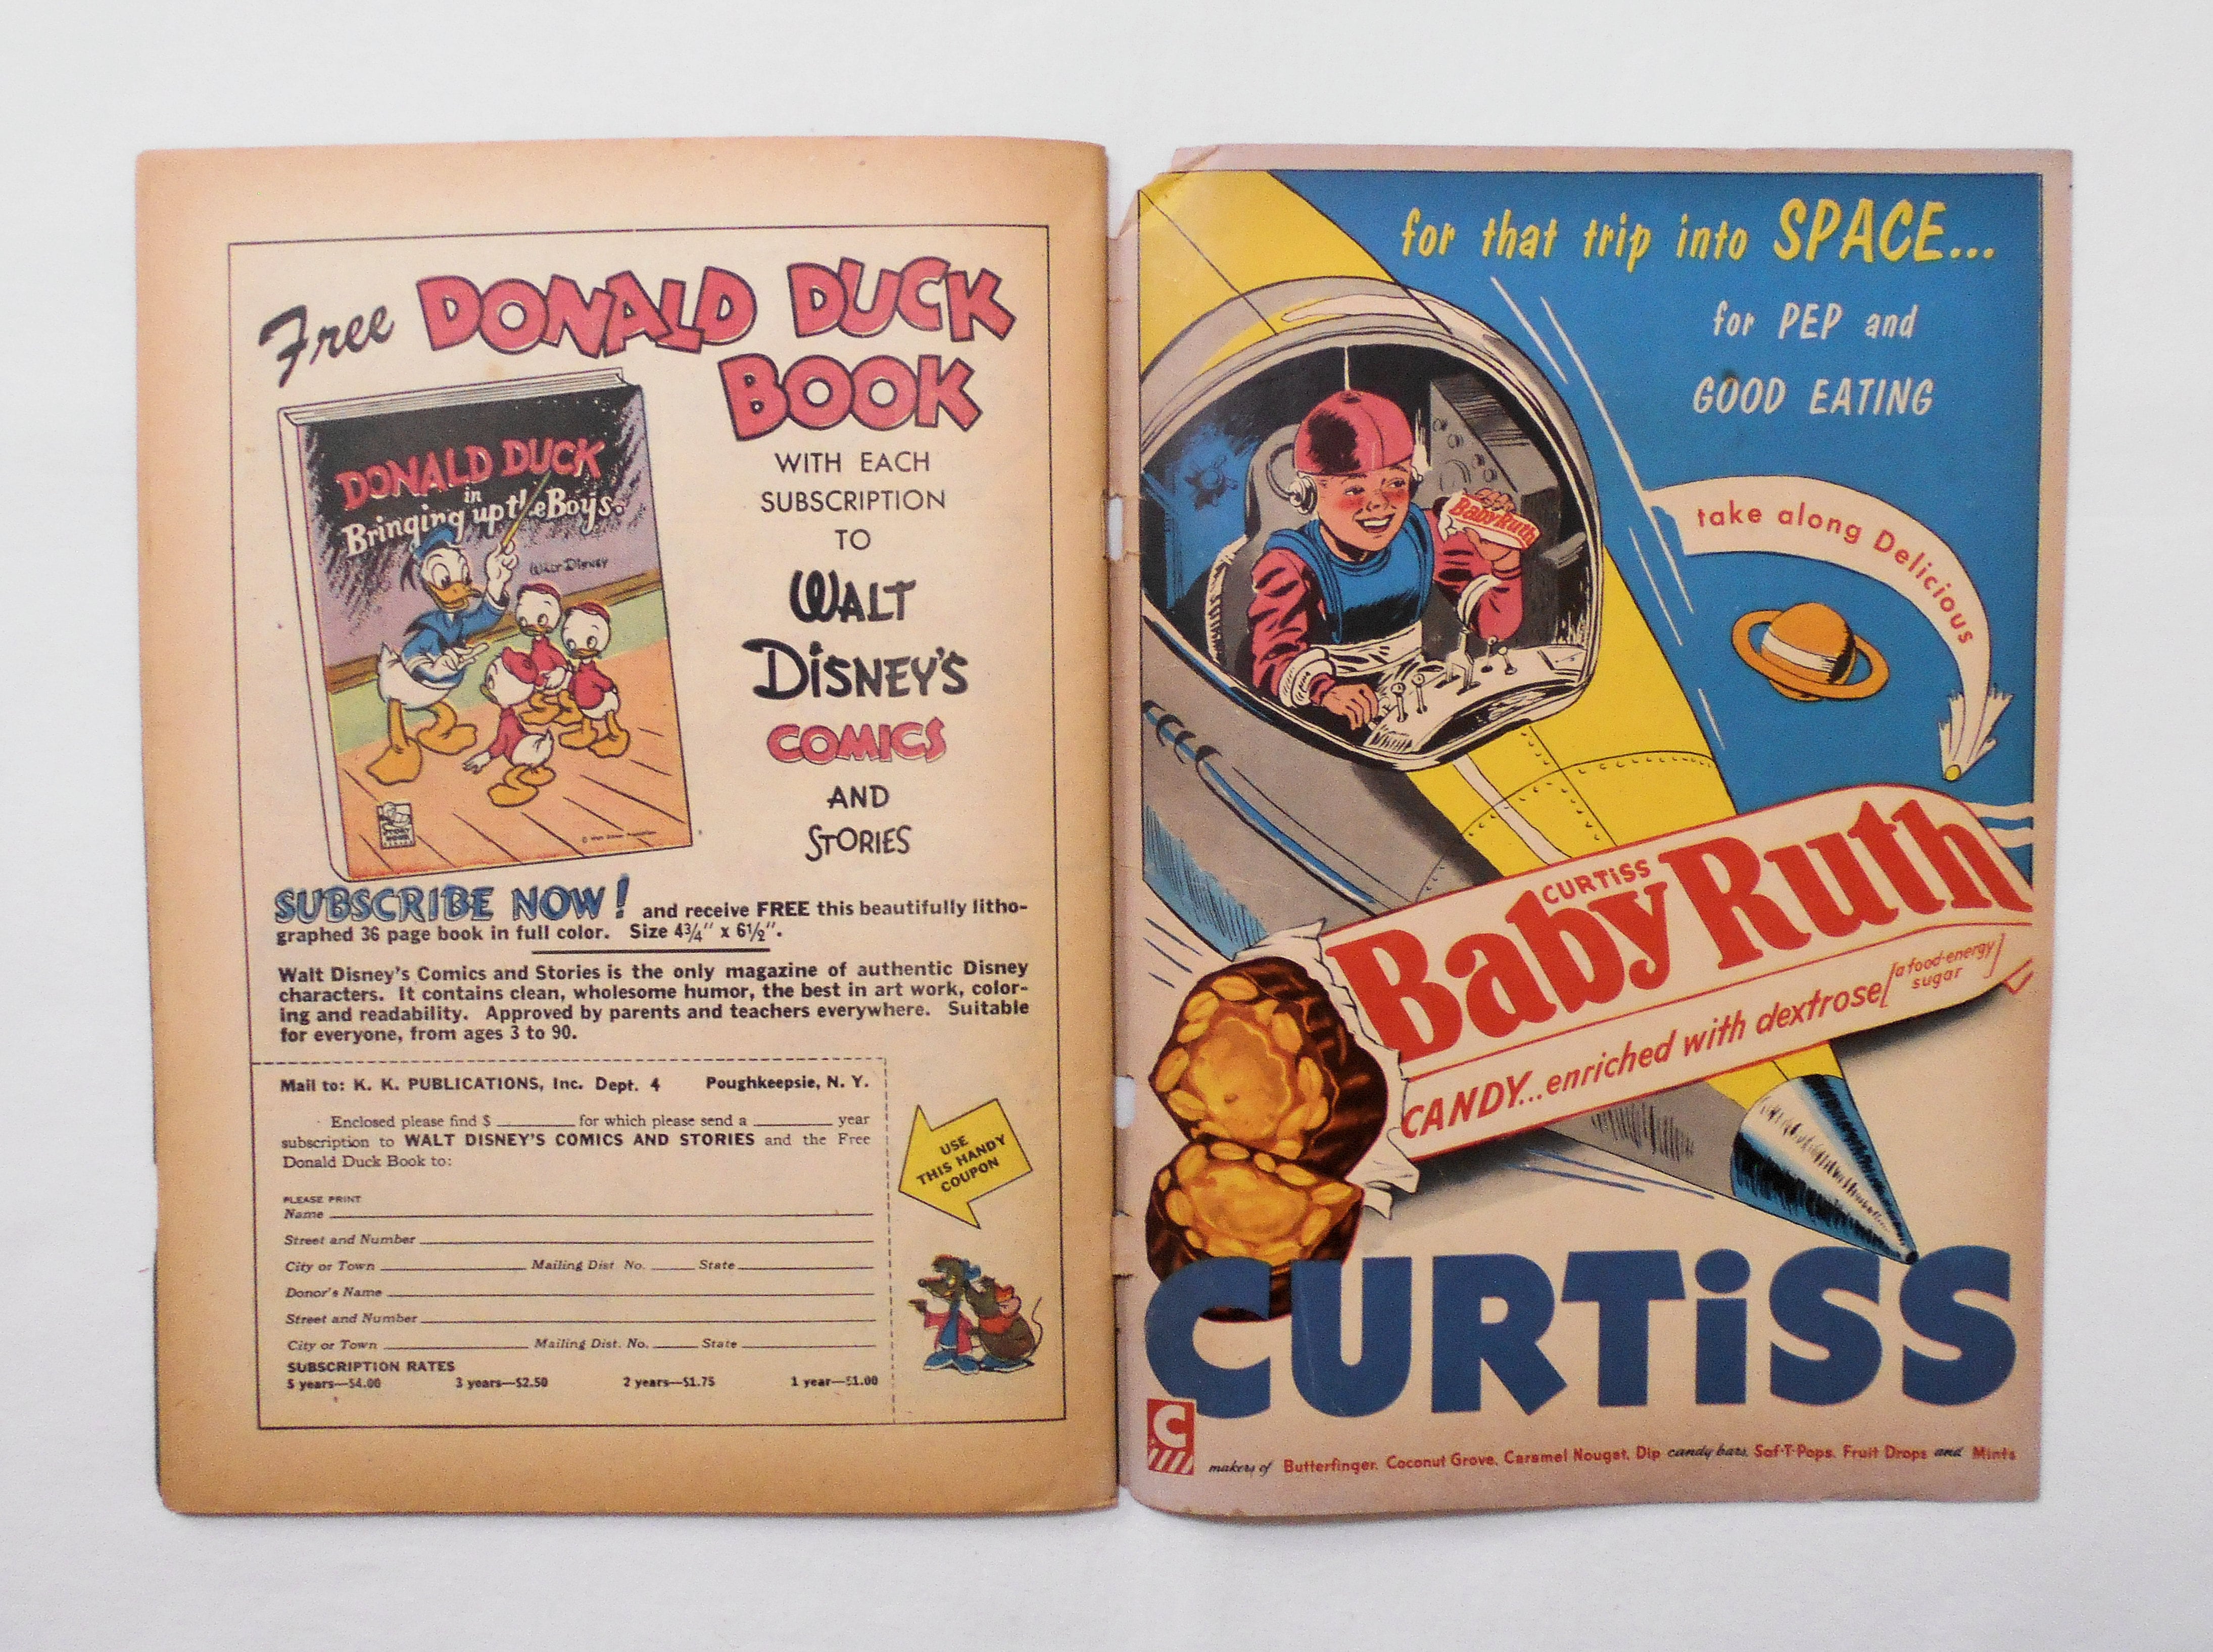 Free DONALD DUCK
BOOK
DONALD DUCK
in
Bringing up the Boys.
Walt Disney
WITH EACH
SUBSCRIPTION
TO
WALT
DISNEY'S
COMICS
AND
STORIES
SUBSCRIBE NOW! and receive FREE this beautifully litho-
graphed 36 page book in full color. Size 4¾" x 6½".
Walt Disney's Comics and Stories is the only magazine of authentic Disney
characters. It contains clean, wholesome humor, the best in art work, color-
ing and readability. Approved by parents and teachers everywhere. Suitable
for everyone, from ages 3 to 90.
Mail to: K. K. PUBLICATIONS, Inc. Dept. 4 Poughkeepsie, N. Y.
Enclosed please find $ for which please send a year
subscription to WALT DISNEY'S COMICS AND STORIES and the Free
Donald Duck Book to:
PLEASE PRINT
Name
Street and Number
City or Town Mailing Dist. No. State
Donor's Name
Street and Number
City or Town Mailing Dist. No. State
SUBSCRIPTION RATES
5 years—$4.00 3 years—$2.50 2 years—$1.75 1 year—$1.00
USE
THIS HANDY
COUPON
for that trip into SPACE...
for PEP and
GOOD EATING
Baby Ruth
take along Delicious
CURTiSS
Baby Ruth
CANDY...enriched with dextrose [a food-energy
sugar]
CURTiSS
C
makers of Butterfinger, Coconut Grove, Caramel Nougat, Dip candy bars, Saf-T-Pops, Fruit Drops and Mints